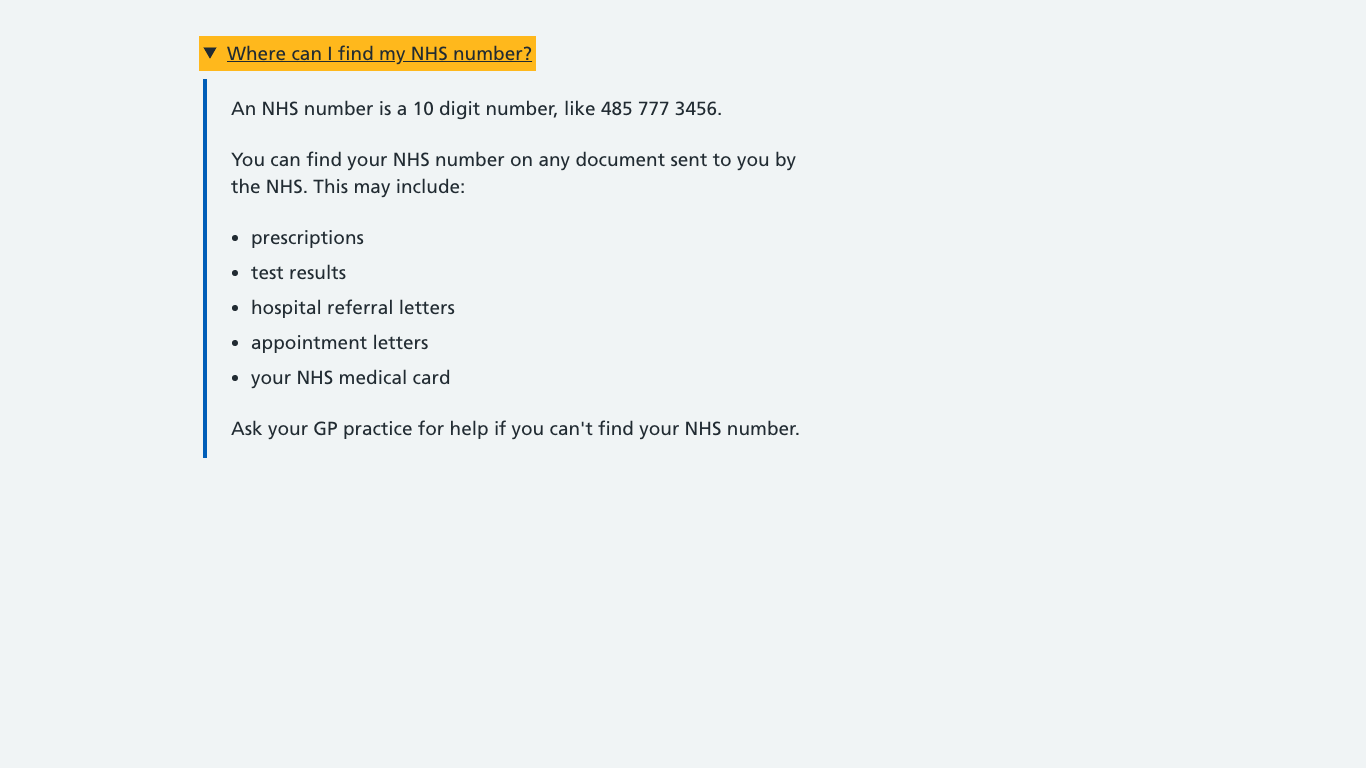 Where can I find my NHS number?
An NHS number is a 10 digit number, like 485 777 3456.
You can find your NHS number on any document sent to you by
the NHS. This may include:
• prescriptions
• test results
• hospital referral letters
• appointment letters
• your NHS medical card
Ask your GP practice for help if you can't find your NHS number.